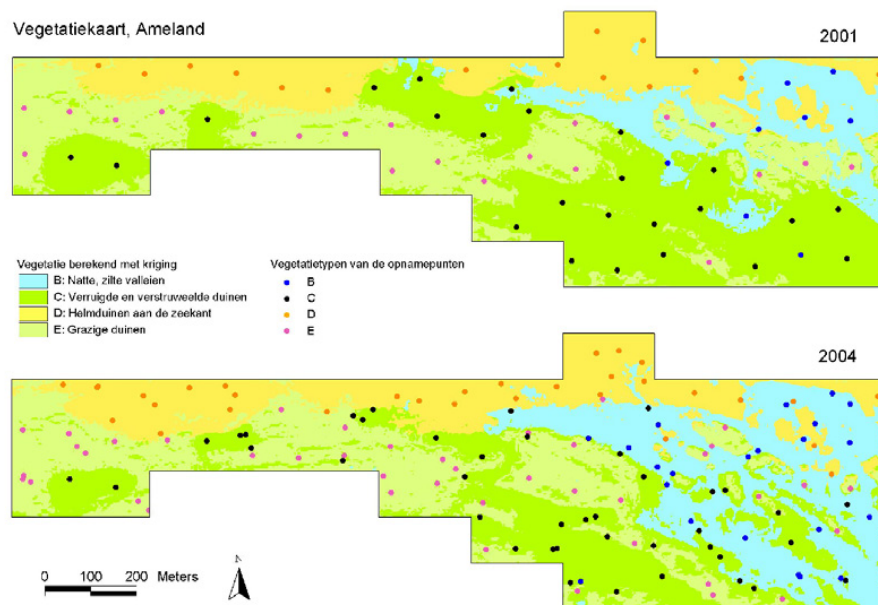 Vegetatiekaart, Ameland
2001
Vegetatie berekend met kriging
B: Natte, zilte valleien
C: Verruigde en verstruweelde duinen
D: Helmduinen aan de zeekant
E: Grazige duinen
Vegetatietypen van de opnamepunten
B
C
D
E
2004
0 100 200 Meters
N